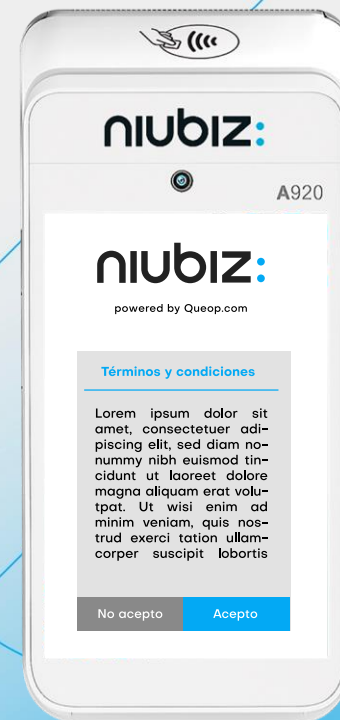 niubiz:
A920
niubiz:
powered by Queop.com
Términos y condiciones
Lorem ipsum dolor sit
amet, consectetuer adi-
piscing elit, sed diam no-
nummy nibh euismod tin-
cidunt ut laoreet dolore
magna aliquam erat volu-
tpat. Ut wisi enim ad
minim veniam, quis nos-
trud exerci tation ullam-
corper suscipit lobortis
No acepto
Acepto